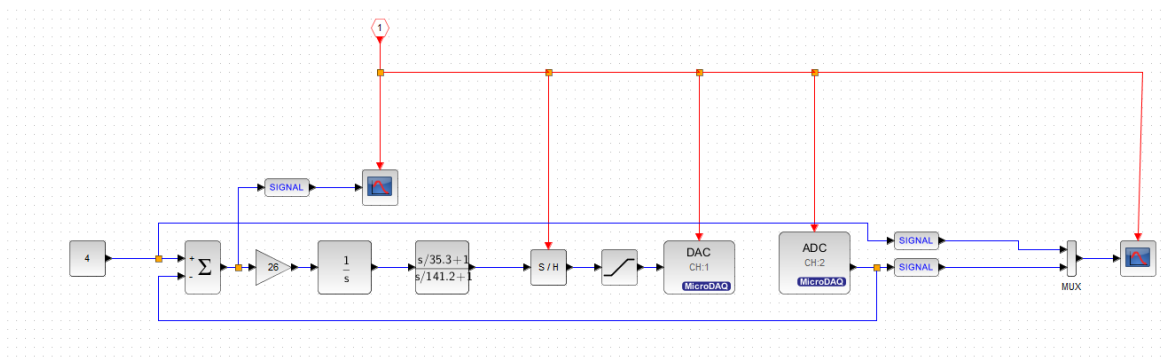 1
SIGNAL
4
+
-
Σ
26
1
s
s/35.3+1
s/141.2+1
S / H
DAC
CH:1
MicroDAQ
ADC
CH:2
MicroDAQ
SIGNAL
SIGNAL
MUX